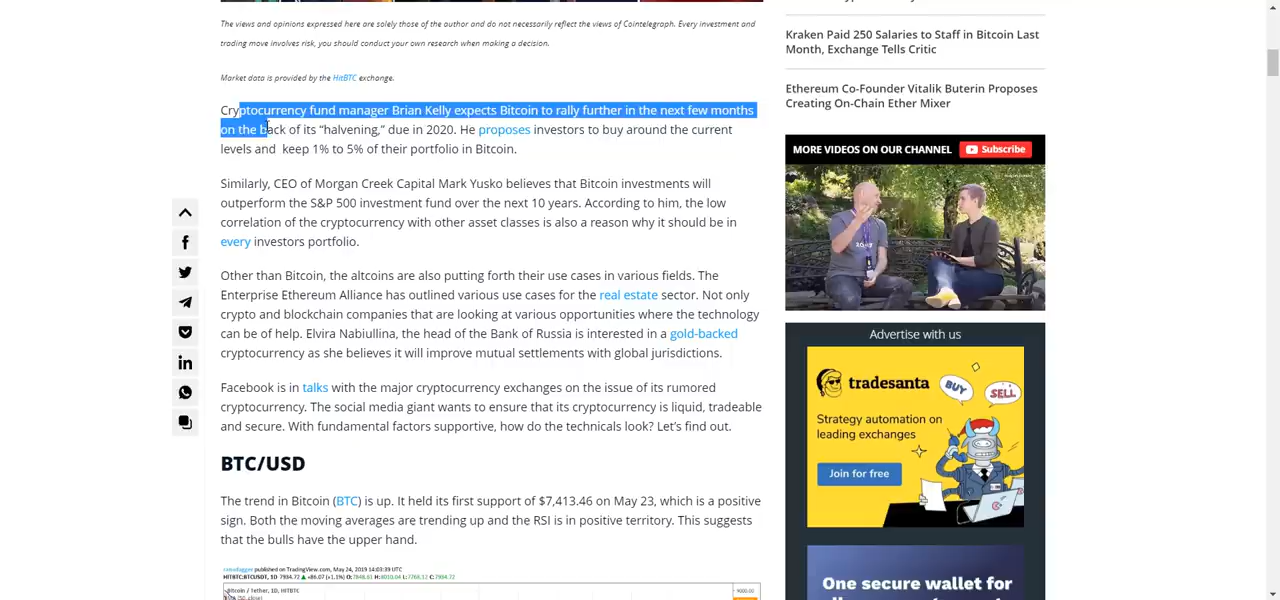 The views and opinions expressed here are solely those of the author and do not necessarily reflect the views of Cointelegraph. Every investment and
trading move involves risk, you should conduct your own research when making a decision.
Market data is provided by the HitBTC exchange.
Cryptocurrency fund manager Brian Kelly expects Bitcoin to rally further in the next few months
on the back of its “halvening,” due in 2020. He proposes investors to buy around the current
levels and  keep 1% to 5% of their portfolio in Bitcoin.
Similarly, CEO of Morgan Creek Capital Mark Yusko believes that Bitcoin investments will
outperform the S&P 500 investment fund over the next 10 years. According to him, the low
correlation of the cryptocurrency with other asset classes is also a reason why it should be in
every investors portfolio.
Other than Bitcoin, the altcoins are also putting forth their use cases in various fields. The
Enterprise Ethereum Alliance has outlined various use cases for the real estate sector. Not only
crypto and blockchain companies that are looking at various opportunities where the technology
can be of help. Elvira Nabiullina, the head of the Bank of Russia is interested in a gold-backed
cryptocurrency as she believes it will improve mutual settlements with global jurisdictions.
Facebook is in talks with the major cryptocurrency exchanges on the issue of its rumored
cryptocurrency. The social media giant wants to ensure that its cryptocurrency is liquid, tradeable
and secure. With fundamental factors supportive, how do the technicals look? Let’s find out.
BTC/USD
The trend in Bitcoin (BTC) is up. It held its first support of $7,413.46 on May 23, which is a positive
sign. Both the moving averages are trending up and the RSI is in positive territory. This suggests
that the bulls have the upper hand.
published on TradingView.com, May 24, 2019 14:03:39 UTC
HITBTC:BTCUSDT, 1D
Bitcoin / Tether, 1D, HITBTC
Kraken Paid 250 Salaries to Staff in Bitcoin Last
Month, Exchange Tells Critic
Ethereum Co-Founder Vitalik Buterin Proposes
Creating On-Chain Ether Mixer
MORE VIDEOS ON OUR CHANNEL
Subscribe
Advertise with us
tradesanta
BUY
SELL
Strategy automation on
leading exchanges
Join for free
One secure wallet for